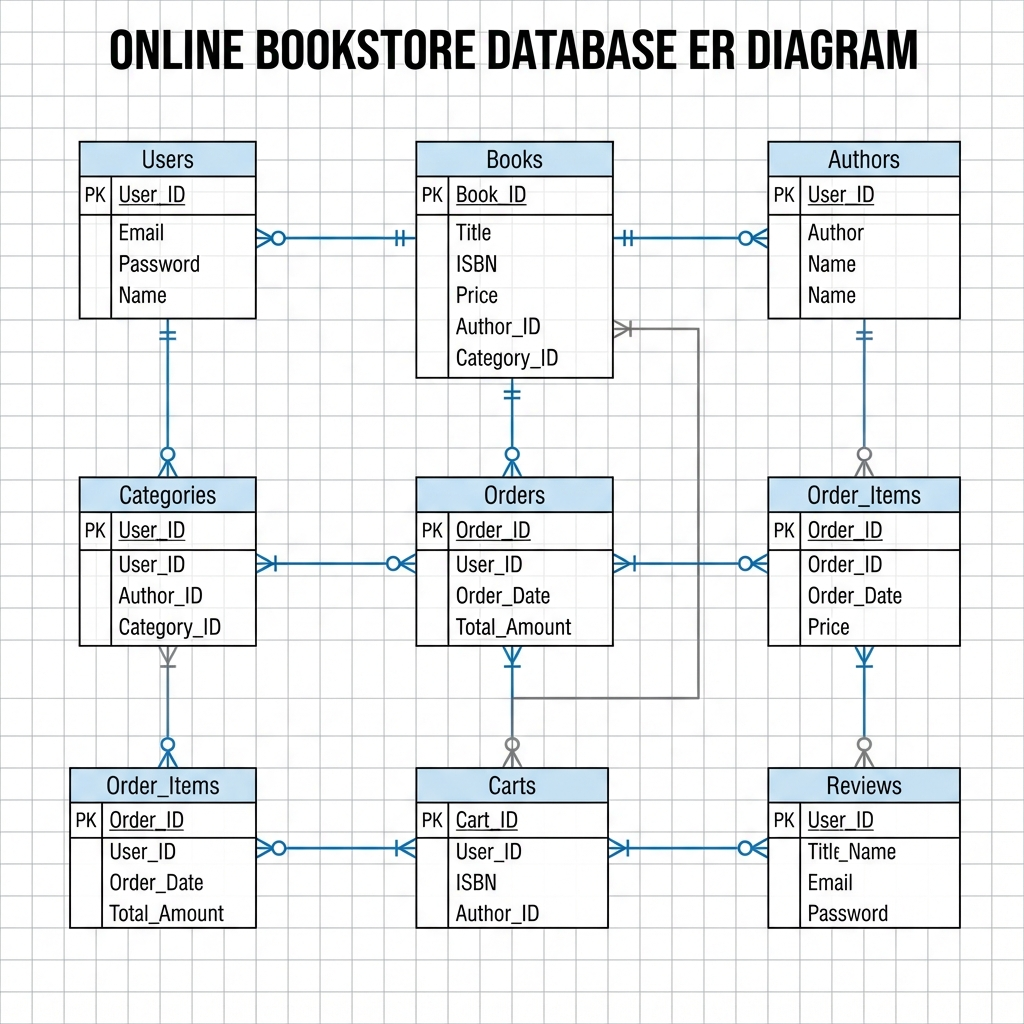 ONLINE BOOKSTORE DATABASE ER DIAGRAM
Users
PK User_ID
Email
Password
Name
Books
PK Book_ID
Title
ISBN
Price
Author_ID
Category_ID
Authors
PK User_ID
Author
Name
Name
Categories
PK User_ID
User_ID
Author_ID
Category_ID
Orders
PK Order_ID
User_ID
Order_Date
Total_Amount
Order_Items
PK Order_ID
Order_ID
Order_Date
Price
Order_Items
PK Order_ID
User_ID
Order_Date
Total_Amount
Carts
PK Cart_ID
User_ID
ISBN
Author_ID
Reviews
PK User_ID
Title_Name
Email
Password